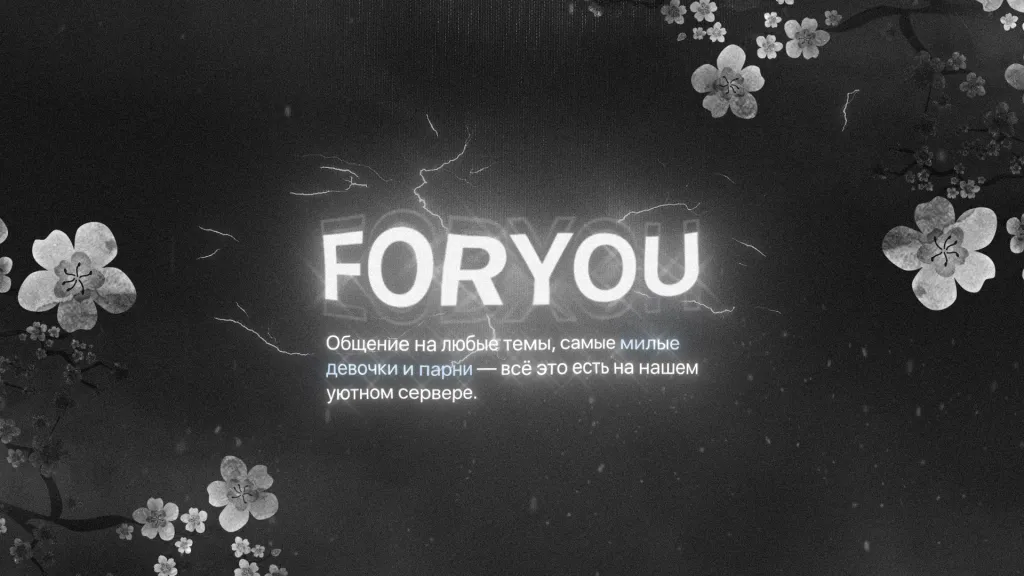 FORYOU
Общение на любые темы, самые милые
девочки и парни — всё это есть на нашем
уютном сервере.